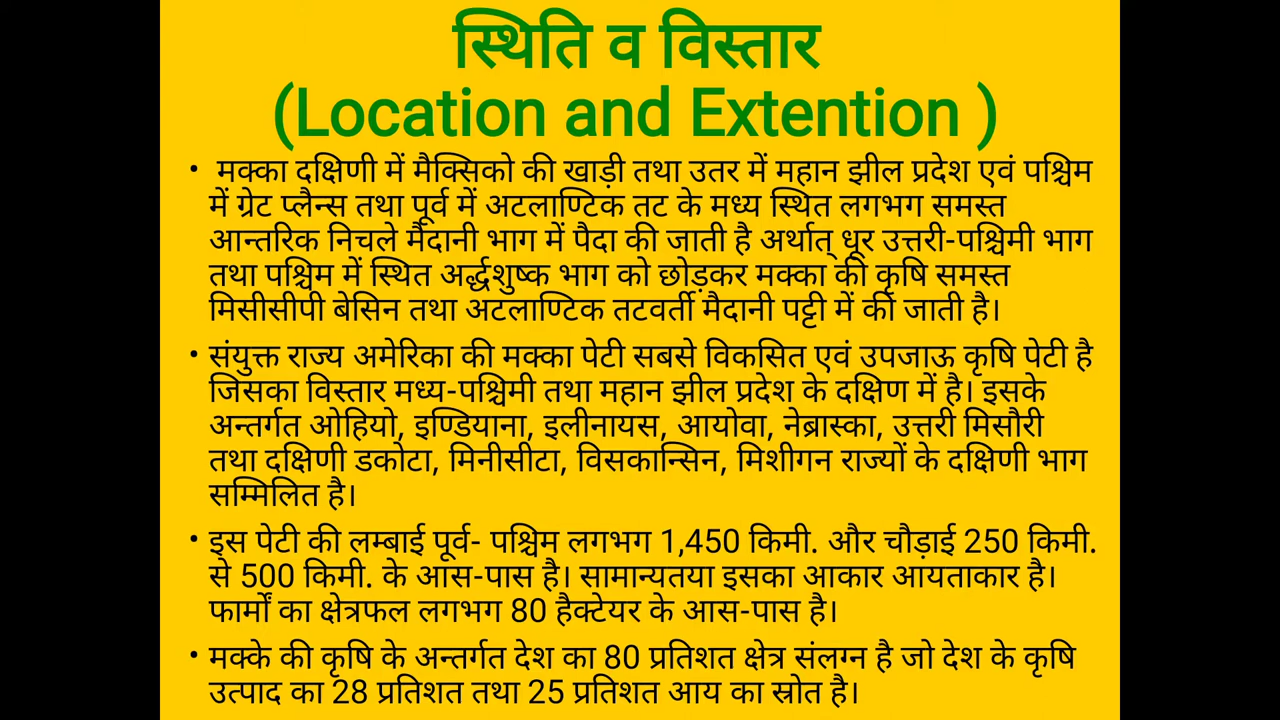 स्थिति व विस्तार
(Location and Extention )
• मक्का दक्षिणी में मैक्सिको की खाड़ी तथा उतर में महान झील प्रदेश एवं पश्चिम
में ग्रेट प्लैन्स तथा पूर्व में अटलाण्टिक तट के मध्य स्थित लगभग समस्त
आन्तरिक निचले मैदानी भाग में पैदा की जाती है अर्थात् धूर उत्तरी-पश्चिमी भाग
तथा पश्चिम में स्थित अर्द्धशुष्क भाग को छोड़कर मक्का की कृषि समस्त
मिसीसीपी बेसिन तथा अटलाण्टिक तटवर्ती मैदानी पट्टी में की जाती है।
• संयुक्त राज्य अमेरिका की मक्का पेटी सबसे विकसित एवं उपजाऊ कृषि पेटी है
जिसका विस्तार मध्य-पश्चिमी तथा महान झील प्रदेश के दक्षिण में है। इसके
अन्तर्गत ओहियो, इण्डियाना, इलीनायस, आयोवा, नेब्रास्का, उत्तरी मिसौरी
तथा दक्षिणी डकोटा, मिनीसीटा, विसकान्सिन, मिशीगन राज्यों के दक्षिणी भाग
सम्मिलित है।
• इस पेटी की लम्बाई पूर्व- पश्चिम लगभग 1,450 किमी. और चौड़ाई 250 किमी.
से 500 किमी. के आस-पास है। सामान्यतया इसका आकार आयताकार है।
फार्मों का क्षेत्रफल लगभग 80 हैक्टेयर के आस-पास है।
• मक्के की कृषि के अन्तर्गत देश का 80 प्रतिशत क्षेत्र संलग्न है जो देश के कृषि
उत्पाद का 28 प्रतिशत तथा 25 प्रतिशत आय का स्रोत है।